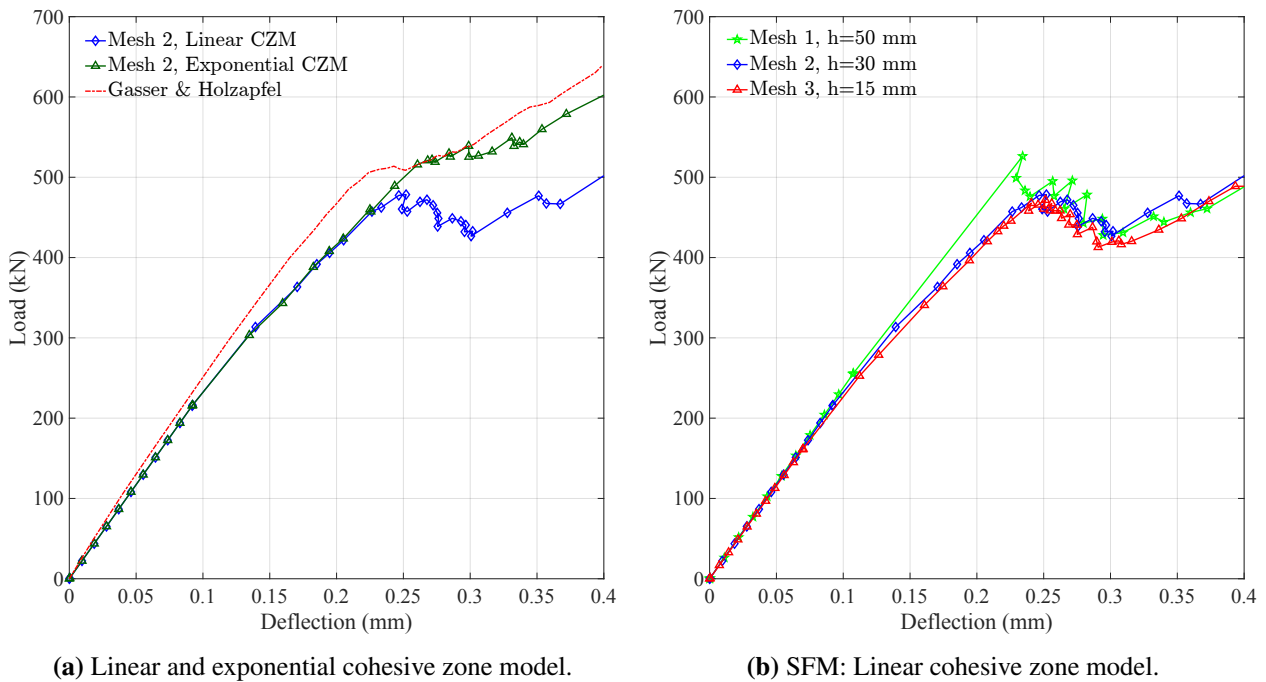 700
600
500
400
300
200
100
0
Load (kN)
Mesh 2, Linear CZM
Mesh 2, Exponential CZM
Gasser & Holzapfel
0 0.05 0.1 0.15 0.2 0.25 0.3 0.35 0.4
Deflection (mm)
(a) Linear and exponential cohesive zone model.
700
600
500
400
300
200
100
0
Load (kN)
Mesh 1, h=50 mm
Mesh 2, h=30 mm
Mesh 3, h=15 mm
0 0.05 0.1 0.15 0.2 0.25 0.3 0.35 0.4
Deflection (mm)
(b) SFM: Linear cohesive zone model.